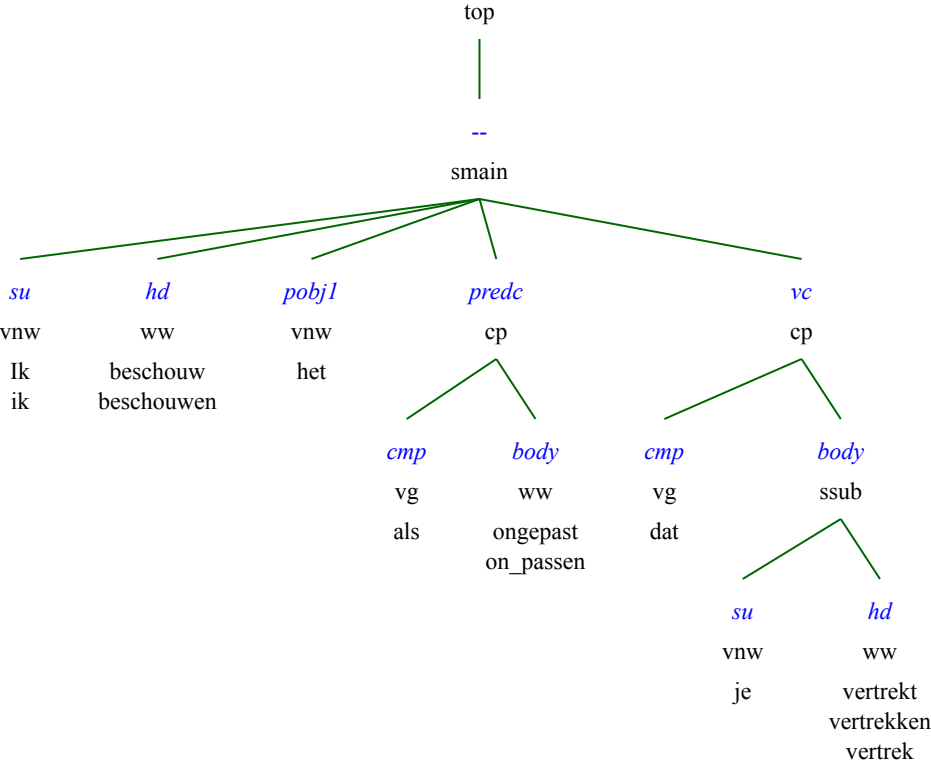 top
--
smain
su hd pobj1 predc vc
vnw ww vnw cp cp
Ik beschouw het
ik beschouwen
cmp body cmp body
vg ww vg ssub
als ongepast dat
on_passen
su hd
vnw ww
je vertrekt
vertrekken
vertrek